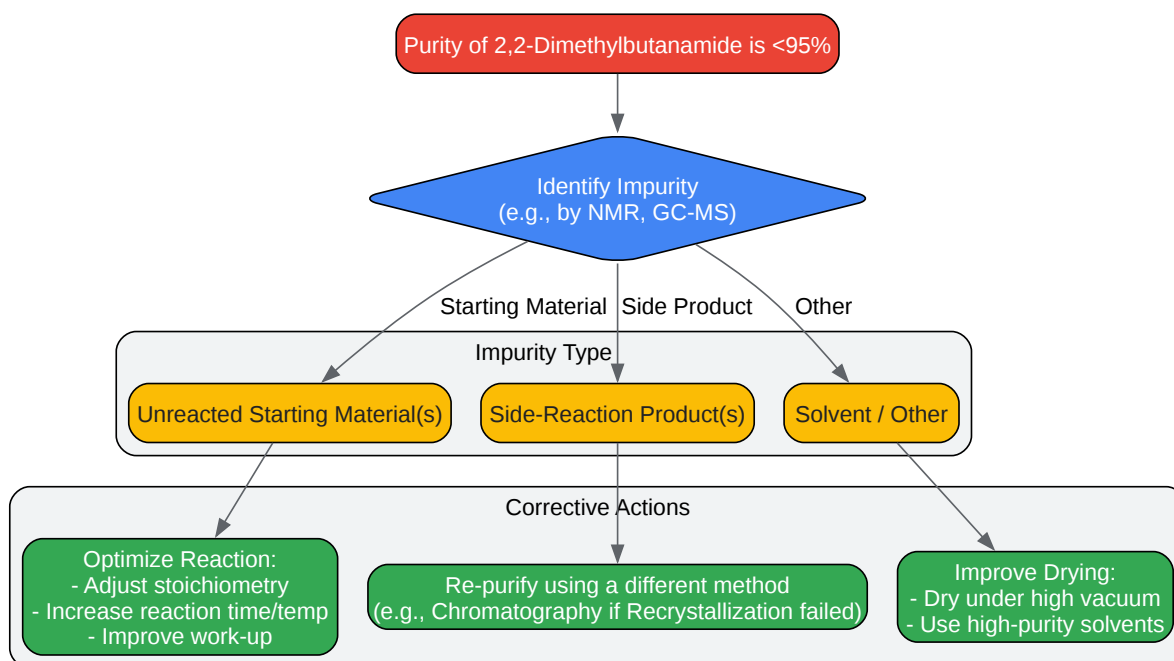 Purity of 2,2-Dimethylbutanamide is <95%
Identify Impurity
(e.g., by NMR, GC-MS)
Starting Material
Side Product
Other
Impurity Type
Unreacted Starting Material(s)
Side-Reaction Product(s)
Solvent / Other
Corrective Actions
Optimize Reaction:
- Adjust stoichiometry
- Increase reaction time/temp
- Improve work-up
Re-purify using a different method
(e.g., Chromatography if Recrystallization failed)
Improve Drying:
- Dry under high vacuum
- Use high-purity solvents